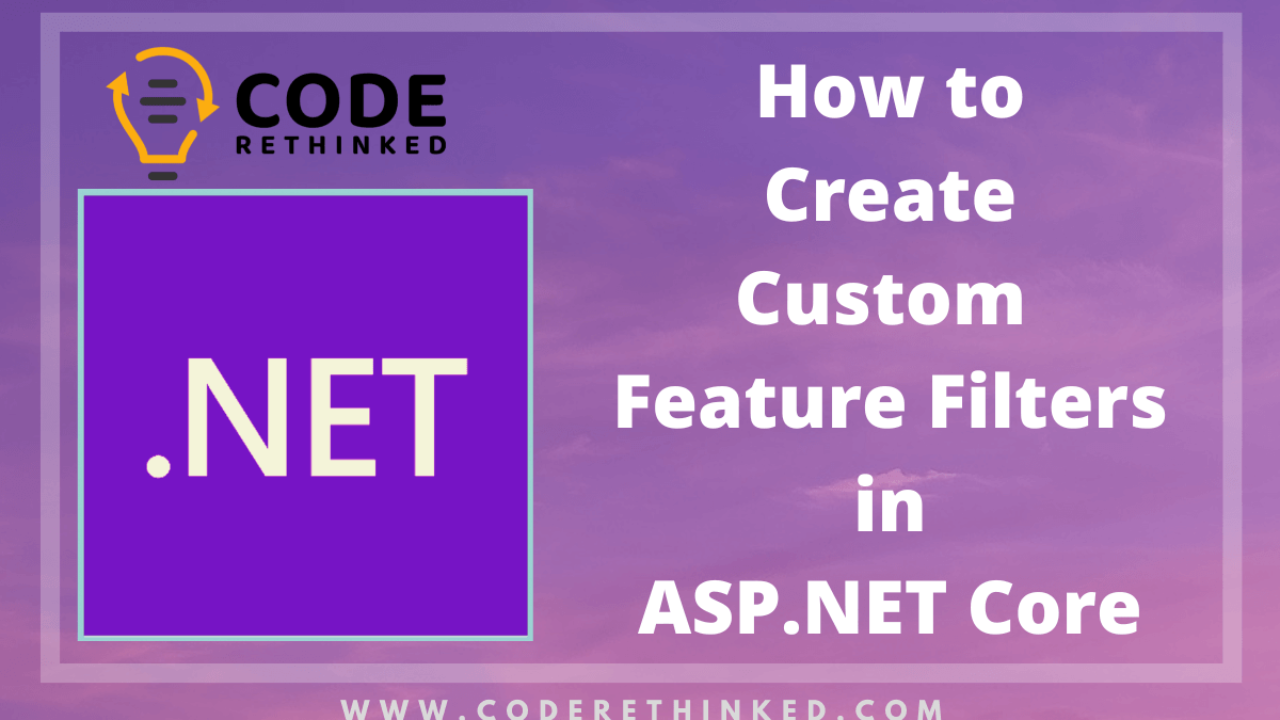 CODE
RETHINKED
.NET
How to
Create
Custom
Feature Filters
in
ASP.NET Core
WWW.CODERETHINKED.COM